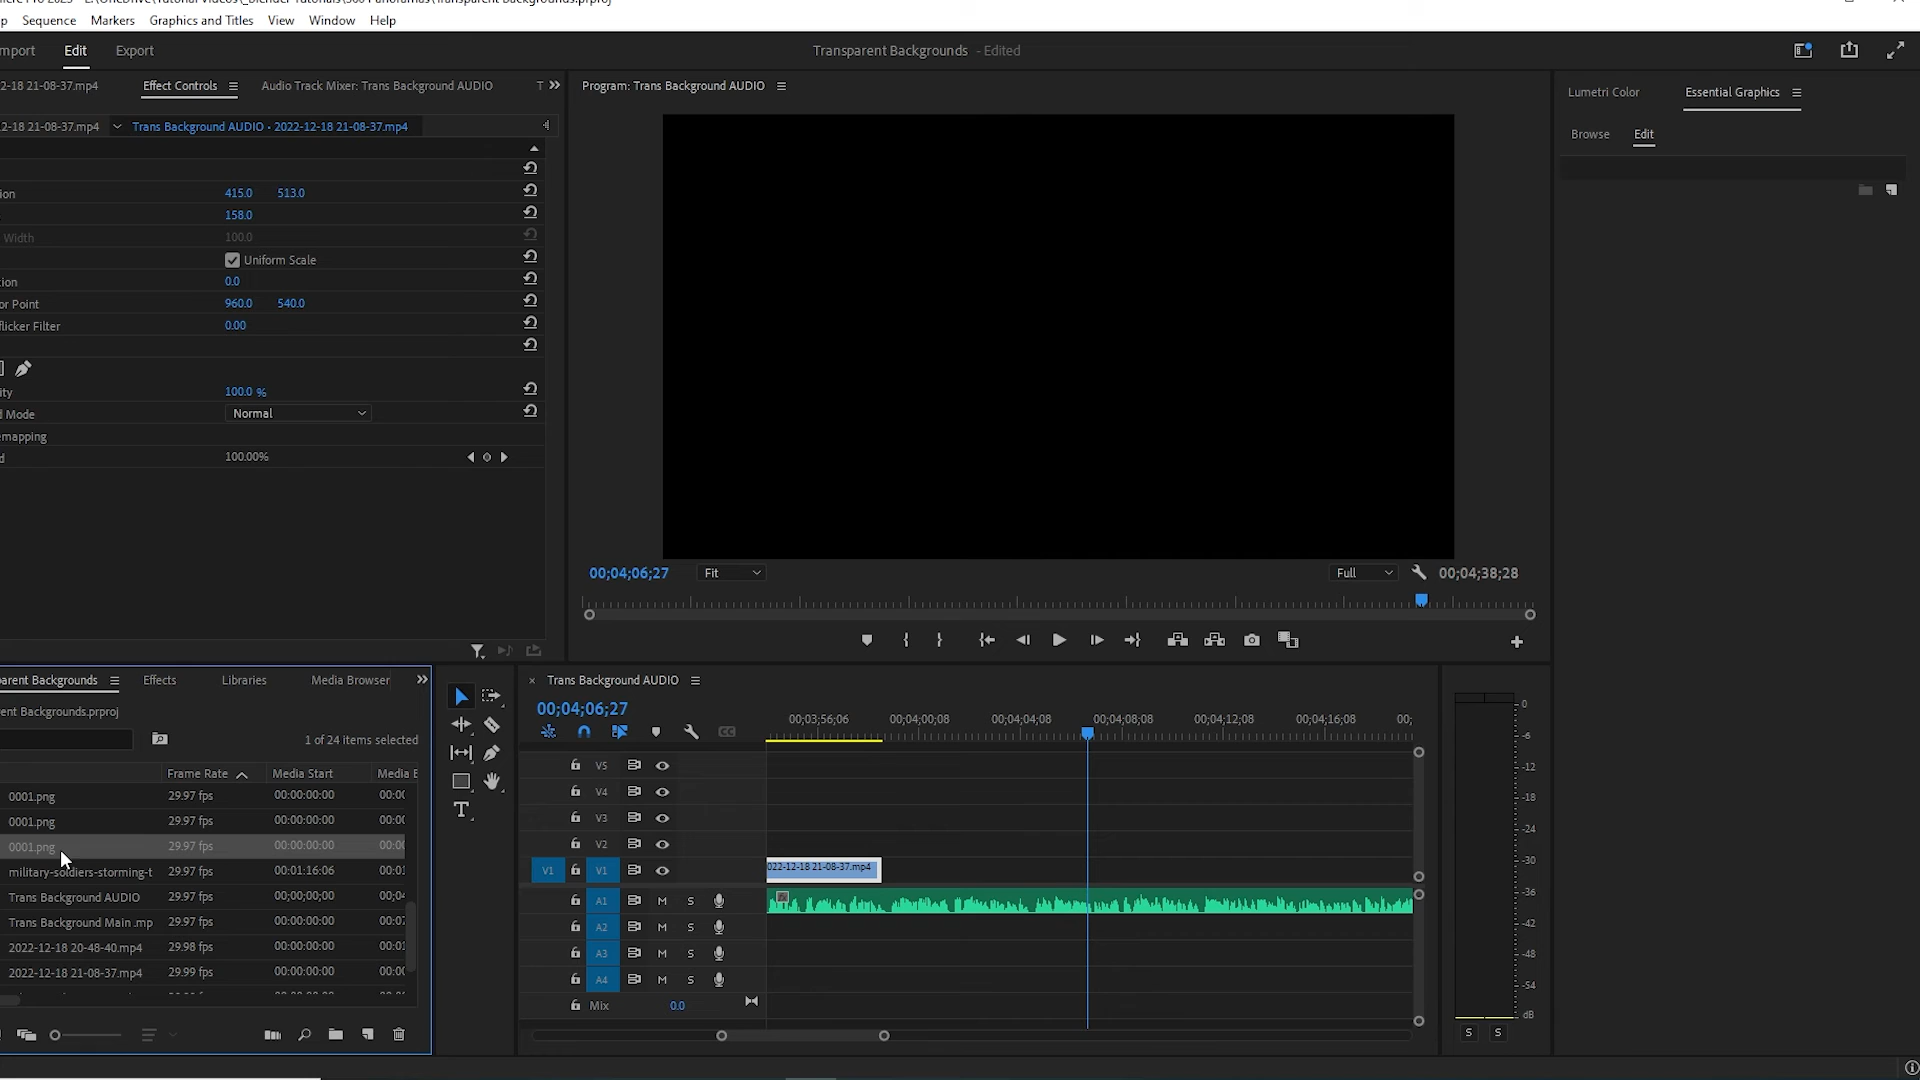 Sequence Markers Graphics and Titles View Window Help
Edit Export
Transparent Backgrounds - Edited
2-18 21-08-37.mp4 Effect Controls Audio Track Mixer: Trans Background AUDIO T
Program: Trans Background AUDIO
Lumetri Color Essential Graphics
2-18 21-08-37.mp4 Trans Background AUDIO • 2022-12-18 21-08-37.mp4
Browse Edit
ion 415.0 513.0
158.0
Width 100.0
Uniform Scale
ion 0.0
or Point 960.0 540.0
flicker Filter 0.00
ity 100.0 %
d Mode Normal
emapping
d 100.00%
00;04;06;27 Fit Full 00;04;38;28
arent Backgrounds Effects Libraries Media Browser
ent Backgrounds.prproj
1 of 24 items selected
Frame Rate Media Start Media E
0001.png 29.97 fps 00:00:00:00 00:00
0001.png 29.97 fps 00:00:00:00 00:00
0001.png 29.97 fps 00:00:00:00 00:00
military-soldiers-storming-t 29.97 fps 00:01:16:06
Trans Background AUDIO 29.97 fps 00;00;00;00 00;04
Trans Background Main .mp 29.97 fps 00:00:00:00
2022-12-18 20-48-40.mp4 29.98 fps 00:00:00:00
2022-12-18 21-08-37.mp4 29.99 fps 00:00:00:00
T
Trans Background AUDIO
00;04;06;27
00;03;56;06 00;04;00;08 00;04;04;08 00;04;08;08 00;04;12;08 00;04;16;08 00;
V5
V4
V3
V2
V1 V1 022-12-18 21-08-37.mp4
A1 M S
A2 M S
A3 M S
A4 M S
Mix 0.0
0
-6
-12
-18
-24
-30
-36
-42
-48
-54
dB
S S